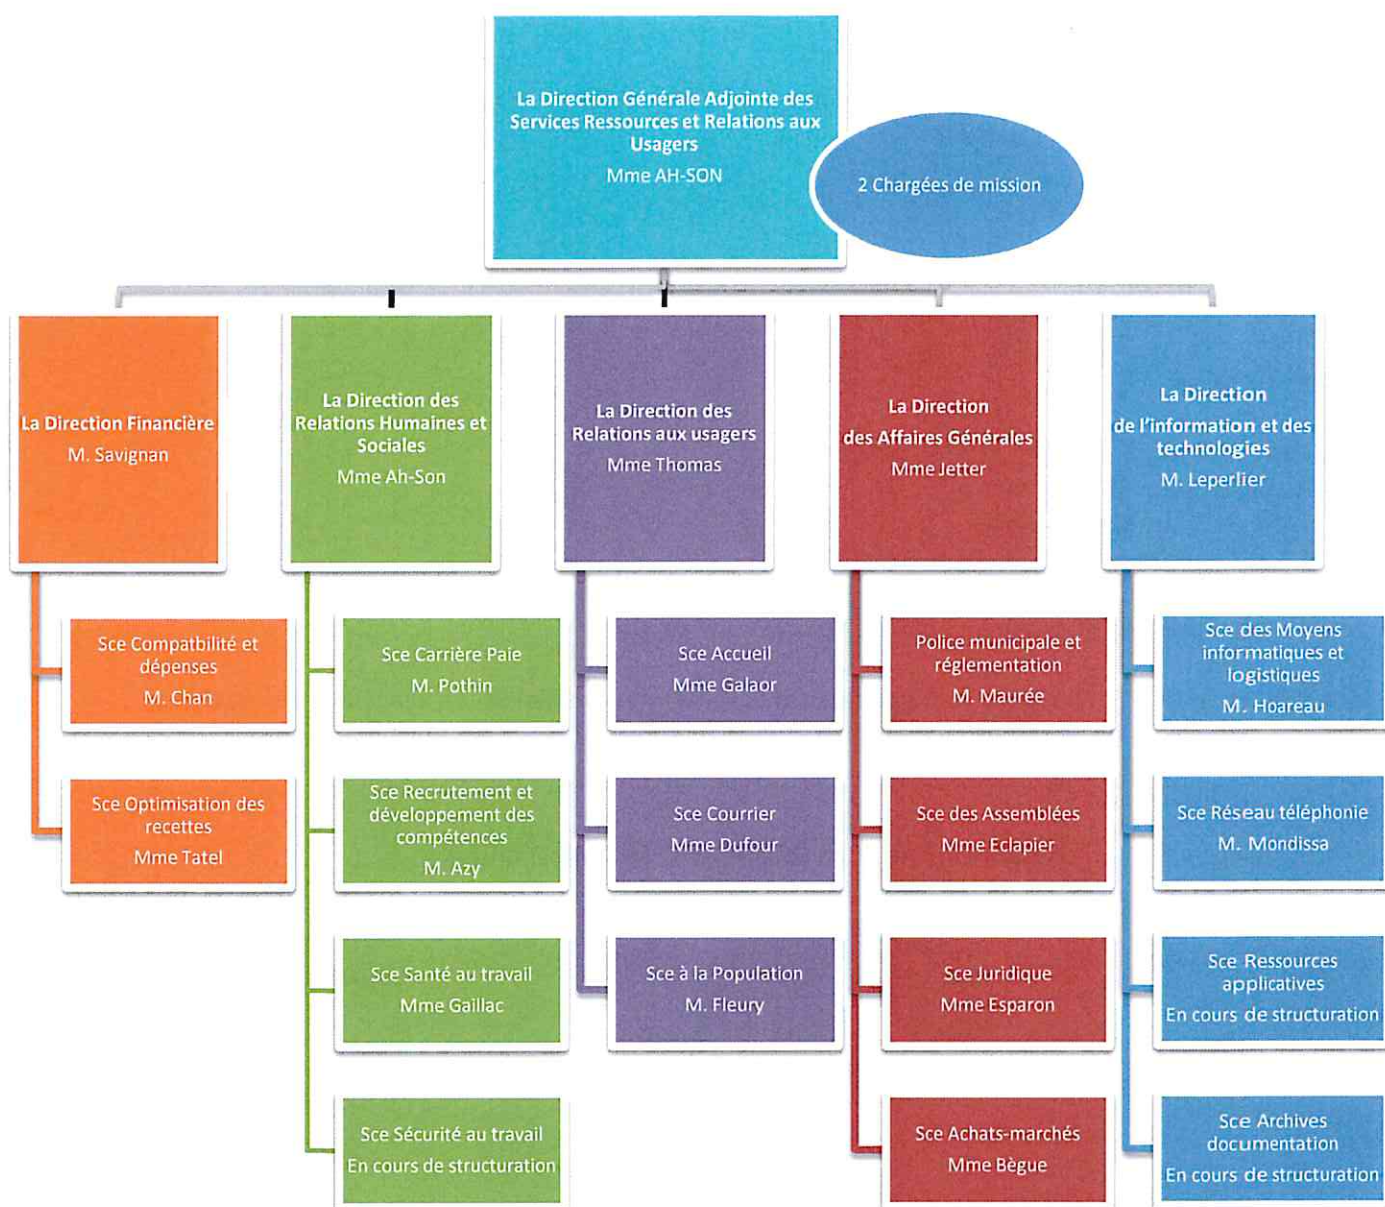 La Direction Générale Adjointe des
Services Ressources et Relations aux
Usagers
Mme AH-SON
2 Chargées de mission
La Direction Financière
M. Savignan
La Direction des
Relations Humaines et
Sociales
Mme Ah-Son
La Direction des
Relations aux usagers
Mme Thomas
La Direction
des Affaires Générales
Mme Jetter
La Direction
de l'information et des
technologies
M. Leperlier
Sce Compatbilité et
dépenses
M. Chan
Sce Optimisation des
recettes
Mme Tatel
Sce Carrière Paie
M. Pothin
Sce Recrutement et
développement des
compétences
M. Azy
Sce Santé au travail
Mme Gaillac
Sce Sécurité au travail
En cours de structuration
Sce Accueil
Mme Galaor
Sce Courrier
Mme Dufour
Sce à la Population
M. Fleury
Police municipale et
réglementation
M. Maurée
Sce des Assemblées
Mme Eclapier
Sce Juridique
Mme Esparon
Sce Achats-marchés
Mme Bègue
Sce des Moyens
informatiques et
logistiques
M. Hoareau
Sce Réseau téléphonie
M. Mondissa
Sce Ressources
applicatives
En cours de structuration
Sce Archives
documentation
En cours de structuration